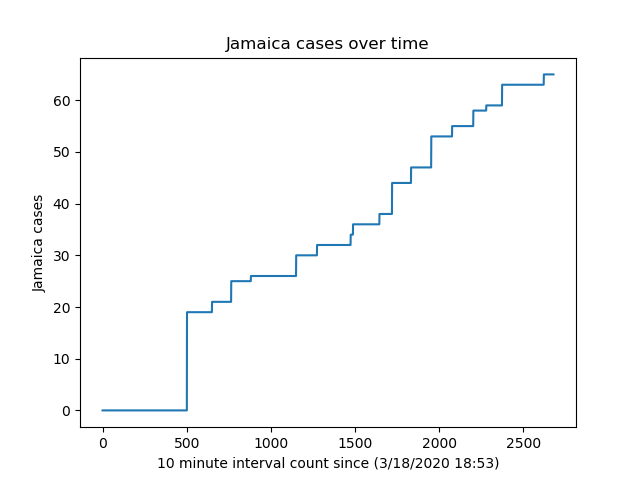 Jamaica cases over time
Jamaica cases
60
50
40
30
20
10
0
0 500 1000 1500 2000 2500
10 minute interval count since (3/18/2020 18:53)